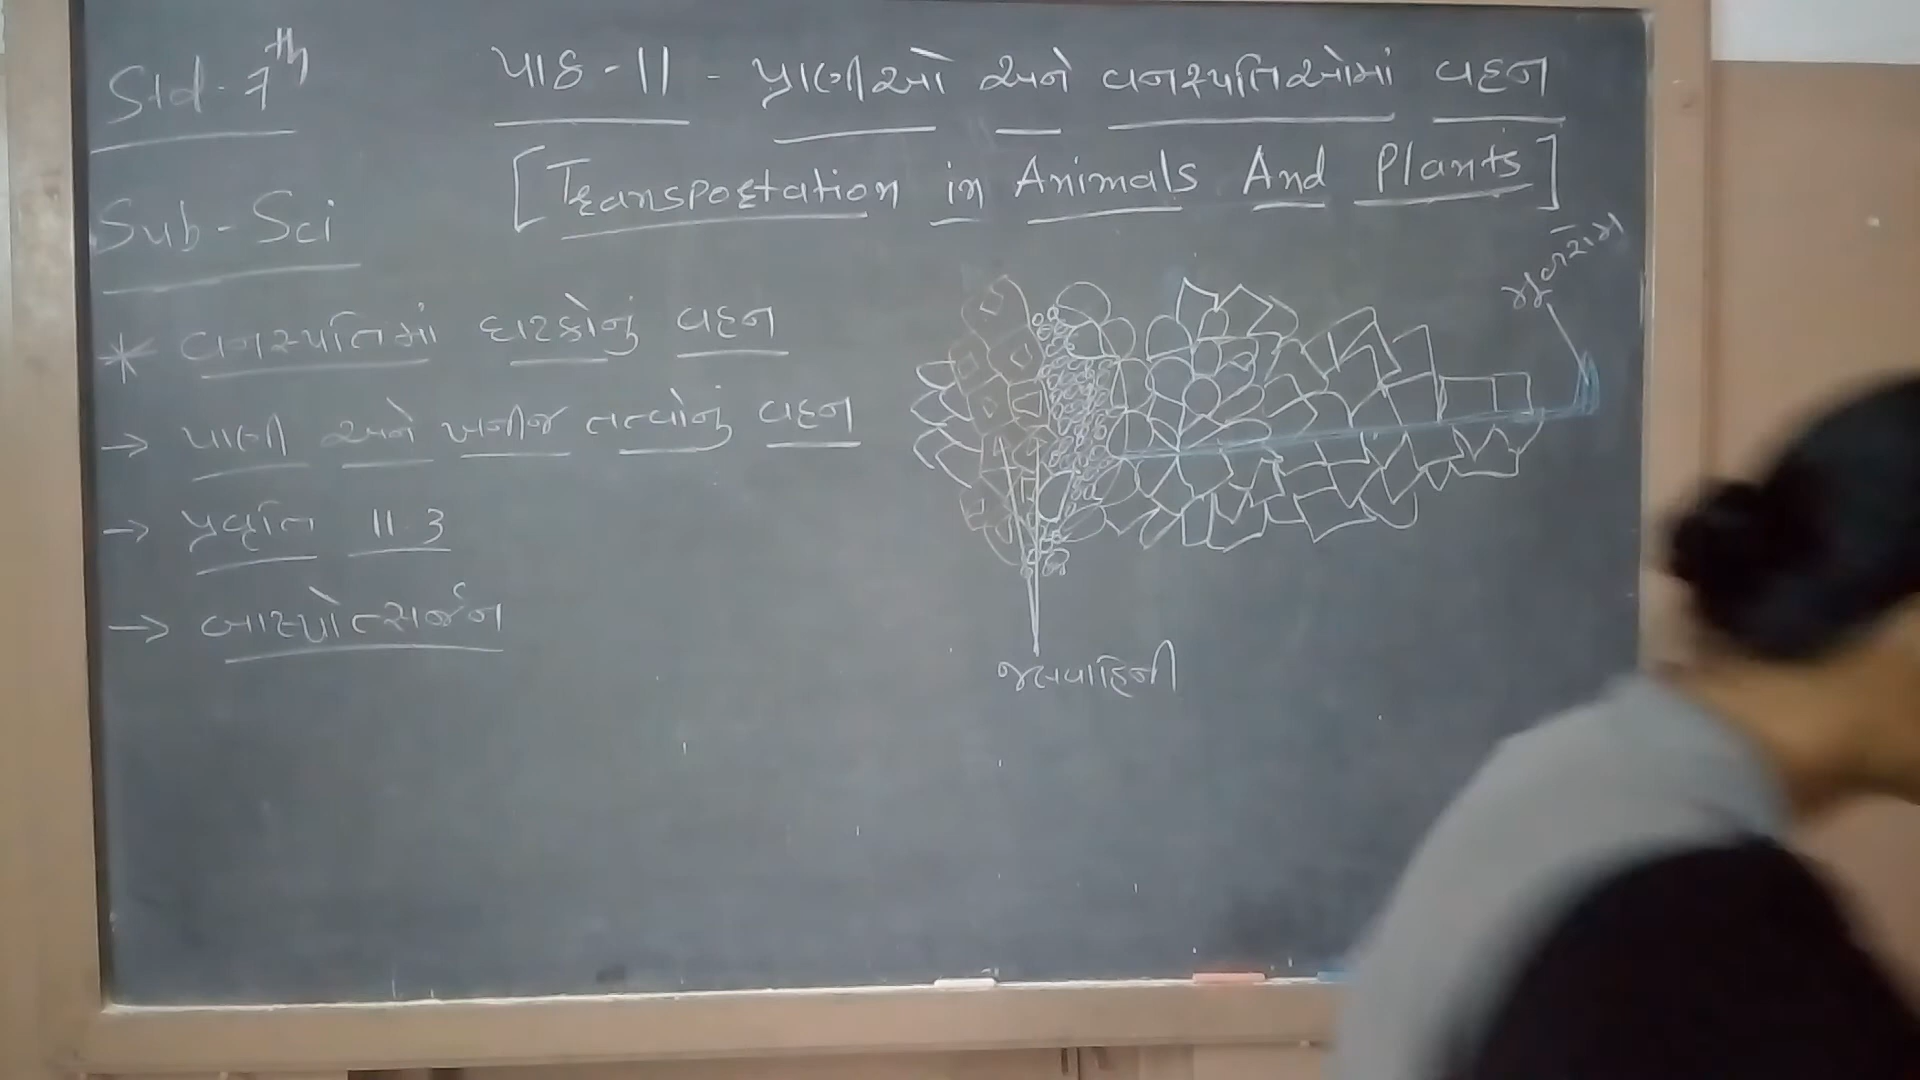 Std-7th
પાઠ-11 - પ્રાણીઓ અને વનસ્પતિઓમાં વહન
[Transportation in Animals And Plants]
Sub-Sci
* વનસ્પતિમાં ઘટકોનું વહન
→ પાણી અને ખનીજ તત્વોનું વહન
→ પ્રવૃત્તિ 11.3
→ બાષ્પોત્સર્જન
મૂળરોમ
જલવાહિની